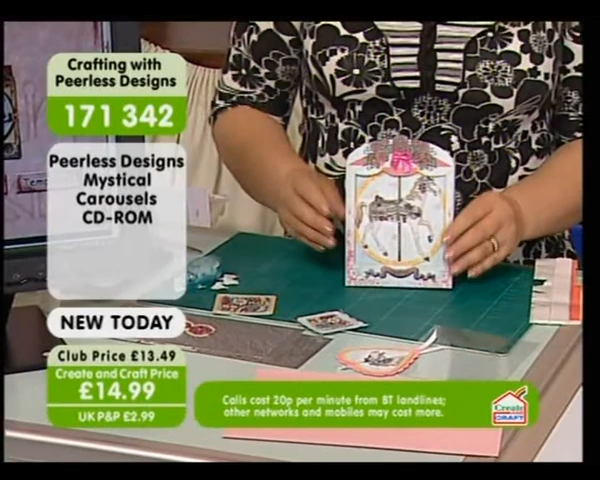 Crafting with
Peerless Designs
171 342
Peerless Designs
Mystical
Carousels
CD-ROM
NEW TODAY
Club Price £13.49
Create and Craft Price
£14.99
UK P&P £2.99
Calls cost 20p per minute from BT landlines;
other networks and mobiles may cost more.
Create
CRAFT